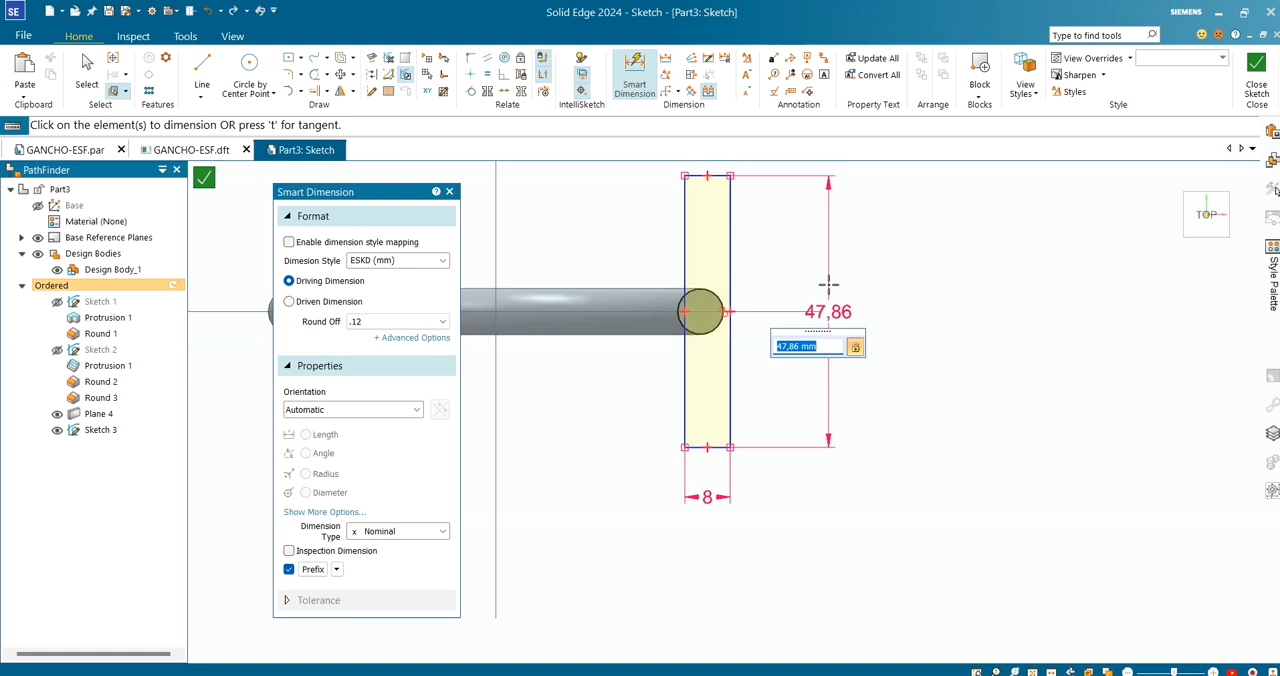 SE
Solid Edge 2024 - Sketch - [Part3: Sketch]
SIEMENS
File
Home
Inspect
Tools
View
Type here to find tools
Paste
Clipboard
Select
Select
Features
Line
Circle by
Center Point
Draw
Relate
IntelliSketch
Smart
Dimension
Dimension
Annotation
Update All
Convert All
Property Text
Arrange
Block
Blocks
View
Styles
View Overrides
Sharpen
Styles
Style
Close
Sketch
Close
Click on the element(s) to dimension OR press 't' for tangent.
GANCHO-ESF.par
GANCHO-ESF.dft
Part3: Sketch
PathFinder
Part3
Base
Material (None)
Base Reference Planes
Design Bodies
Design Body_1
Ordered
Sketch 1
Protrusion 1
Round 1
Sketch 2
Protrusion 1
Round 2
Round 3
Plane 4
Sketch 3
Smart Dimension
Format
Enable dimension style mapping
Dimesion Style
ESKD (mm)
Driving Dimension
Driven Dimension
Round Off
.12
+ Advanced Options
Properties
Orientation
Automatic
Length
Angle
Radius
Diameter
Show More Options...
Dimension
Type
x Nominal
Inspection Dimension
Prefix
Tolerance
47,86
47,86 mm
8
TOP
Style Palette